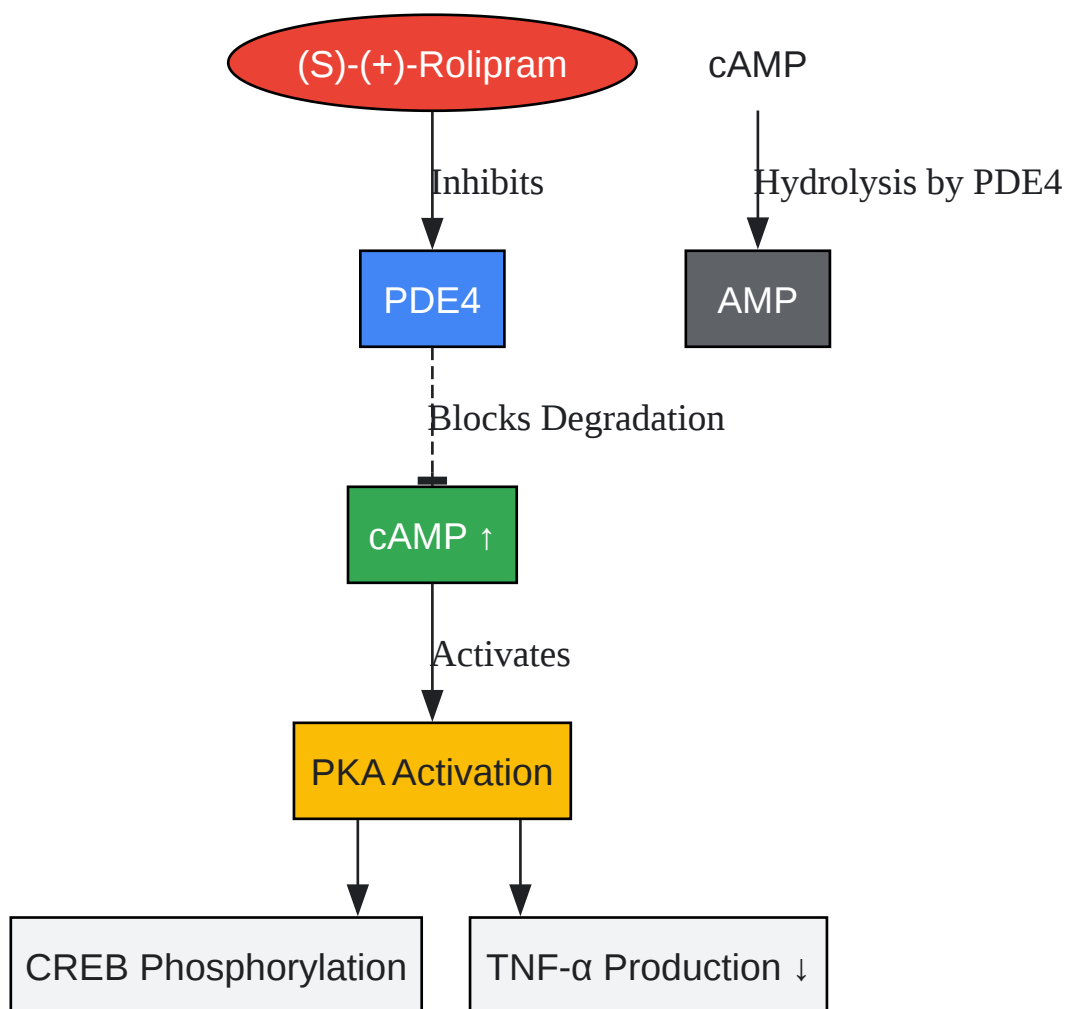 (S)-(+)-Rolipram
cAMP
Inhibits
Hydrolysis by PDE4
PDE4
AMP
Blocks Degradation
cAMP ↑
Activates
PKA Activation
CREB Phosphorylation
TNF-α Production ↓